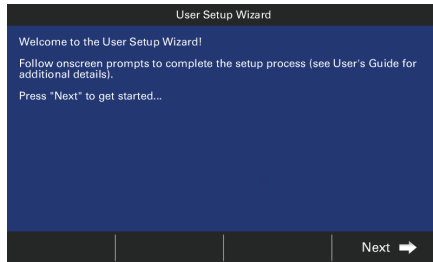 User Setup Wizard
Welcome to the User Setup Wizard!
Follow onscreen prompts to complete the setup process (see User's Guide for
additional details).
Press "Next" to get started...
Next